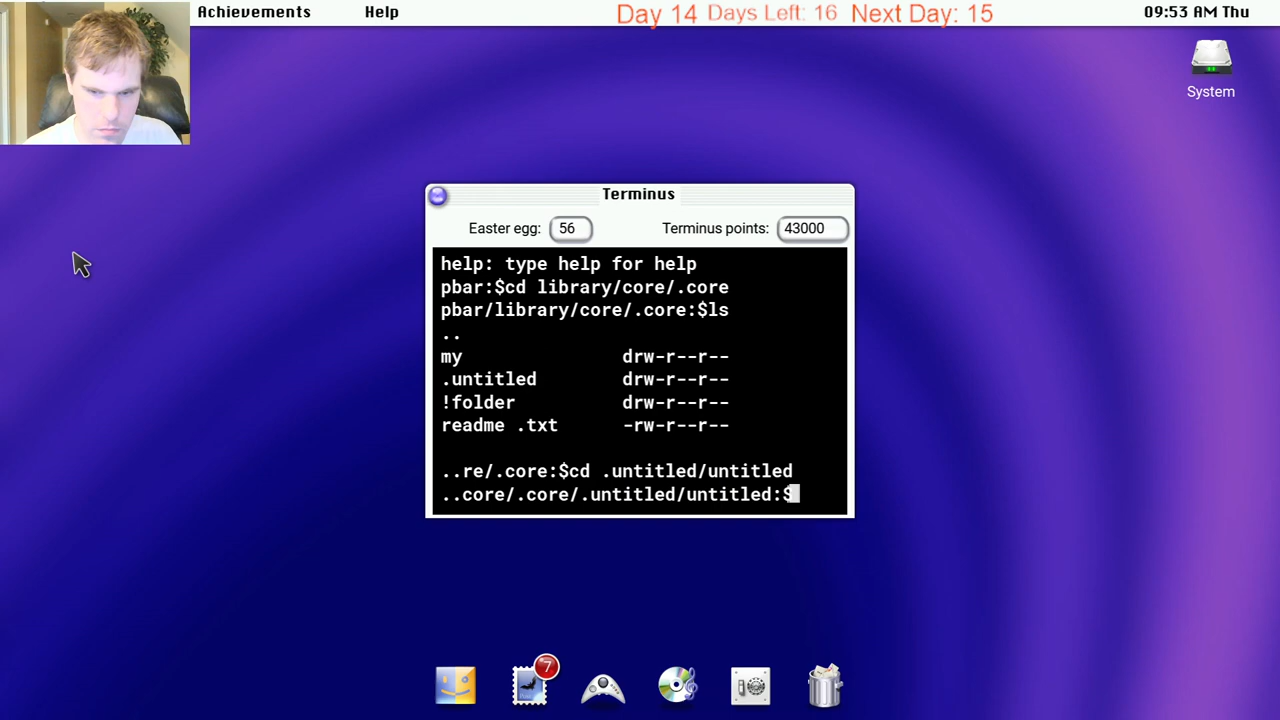 Achievements Help Day 14 Days Left: 16 Next Day: 15 09:53 AM Thu
System
Terminus
Easter egg: 56 Terminus points: 43000
help: type help for help
pbar:$cd library/core/.core
pbar/library/core/.core:$ls
..
my drw-r--r--
.untitled drw-r--r--
!folder drw-r--r--
readme .txt -rw-r--r--
..re/.core:$cd .untitled/untitled
..core/.core/.untitled/untitled:$
7